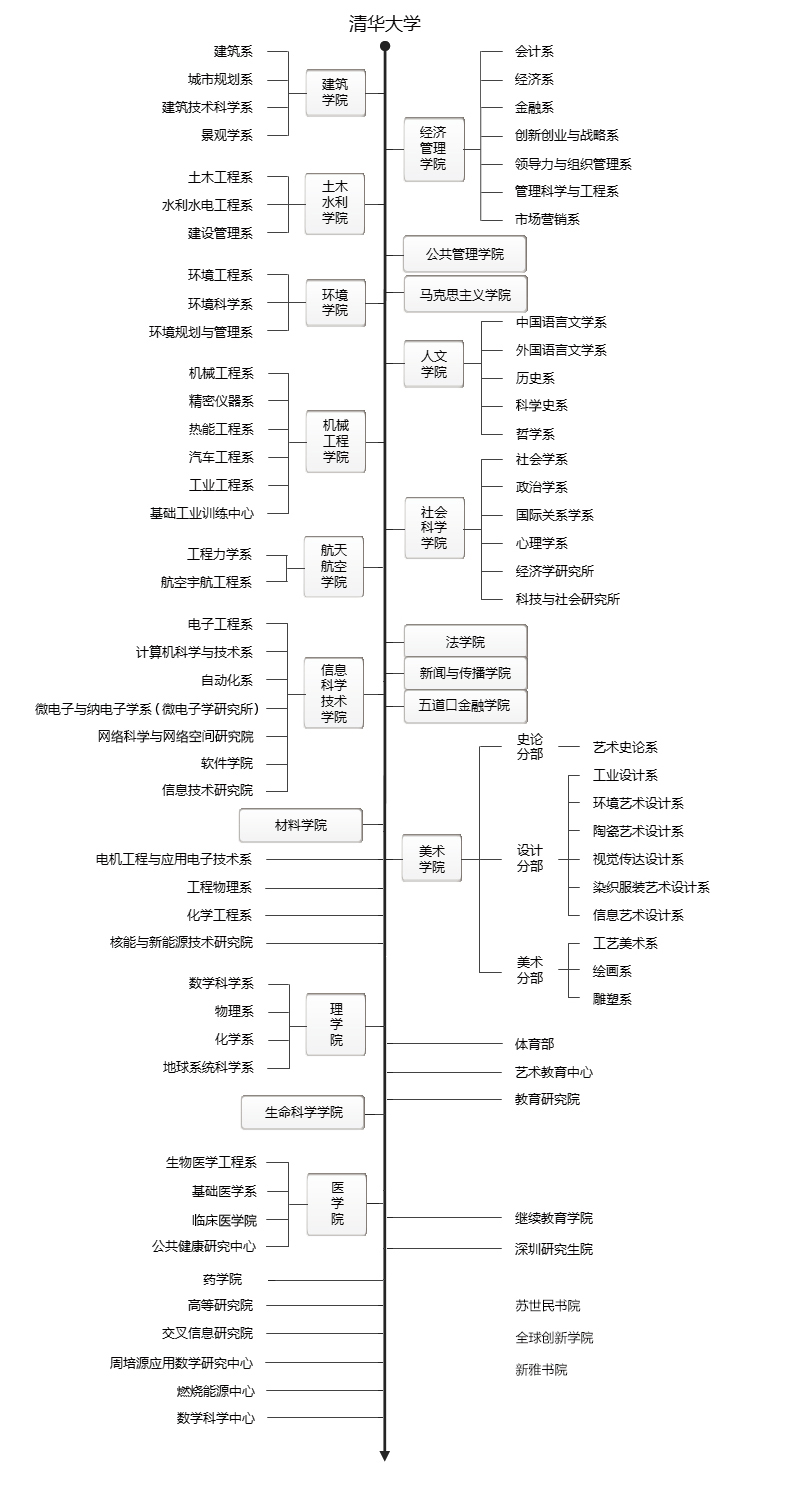 清华大学
建筑系
城市规划系
建筑技术科学系
景观学系
建筑
学院
土木工程系
水利水电工程系
建设管理系
土木
水利
学院
环境工程系
环境科学系
环境规划与管理系
环境
学院
机械工程系
精密仪器系
热能工程系
汽车工程系
工业工程系
基础工业训练中心
机械
工程
学院
工程力学系
航空宇航工程系
航天
航空
学院
电子工程系
计算机科学与技术系
自动化系
微电子与纳电子学系 ( 微电子学研究所)
网络科学与网络空间研究院
软件学院
信息技术研究院
信息
科学
技术
学院
材料学院
电机工程与应用电子技术系
工程物理系
化学工程系
核能与新能源技术研究院
数学科学系
物理系
化学系
地球系统科学系
理
学
院
生命科学学院
生物医学工程系
基础医学系
临床医学院
公共健康研究中心
医
学
院
药学院
高等研究院
交叉信息研究院
周培源应用数学研究中心
燃烧能源中心
数学科学中心
经济
管理
学院
会计系
经济系
金融系
创新创业与战略系
领导力与组织管理系
管理科学与工程系
市场营销系
公共管理学院
马克思主义学院
人文
学院
中国语言文学系
外国语言文学系
历史系
科学史系
哲学系
社会
科学
学院
社会学系
政治学系
国际关系学系
心理学系
经济学研究所
科技与社会研究所
法学院
新闻与传播学院
五道口金融学院
美术
学院
史论
分部
艺术史论系
设计
分部
工业设计系
环境艺术设计系
陶瓷艺术设计系
视觉传达设计系
染织服装艺术设计系
信息艺术设计系
美术
分部
工艺美术系
绘画系
雕塑系
体育部
艺术教育中心
教育研究院
继续教育学院
深圳研究生院
苏世民书院
全球创新学院
新雅书院